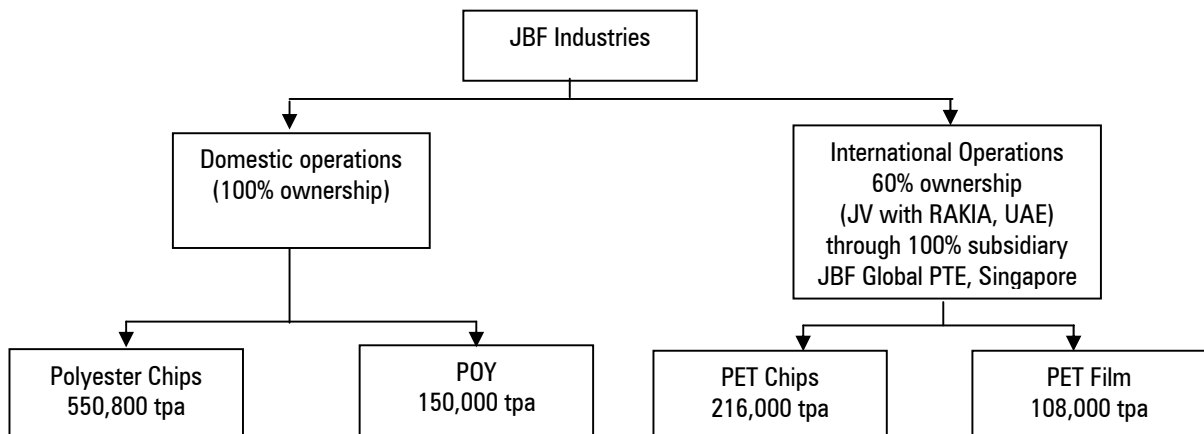 JBF Industries
Domestic operations
(100% ownership)
International Operations
60% ownership
(JV with RAKIA, UAE)
through 100% subsidiary
JBF Global PTE, Singapore
Polyester Chips
550,800 tpa
POY
150,000 tpa
PET Chips
216,000 tpa
PET Film
108,000 tpa